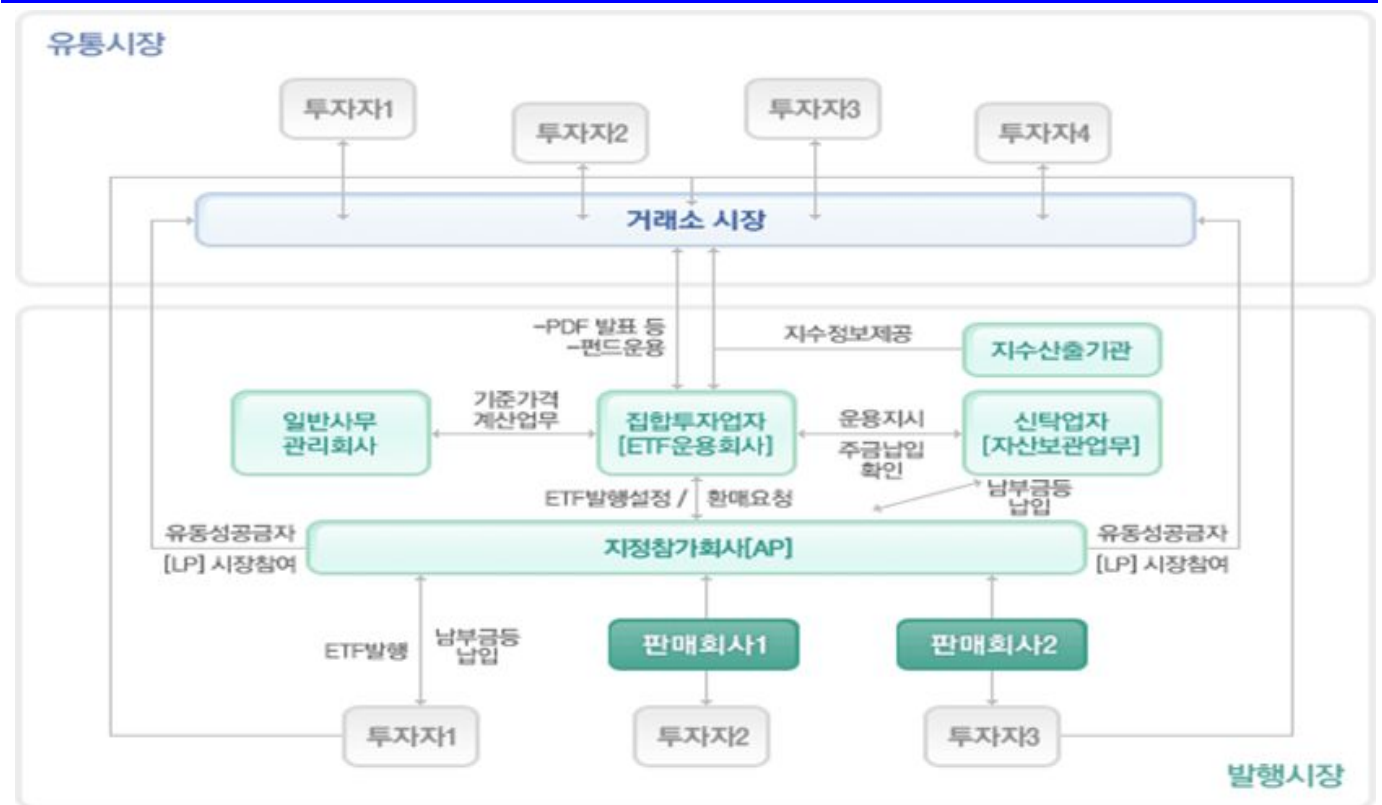 유통시장
투자자1
투자자2
투자자3
투자자4
거래소 시장
-PDF 발표 등
-펀드운용
지수정보제공
지수산출기관
일반사무
관리회사
기준가격
계산업무
집합투자업자
[ETF운용회사]
운용지시
주금납입
확인
신탁업자
[자산보관업무]
ETF발행설정 / 환매요청
남부금등
납입
유동성공급자
[LP] 시장참여
지정참가회사[AP]
유동성공급자
[LP] 시장참여
ETF발행
남부금등
납입
판매회사1
판매회사2
투자자1
투자자2
투자자3
발행시장